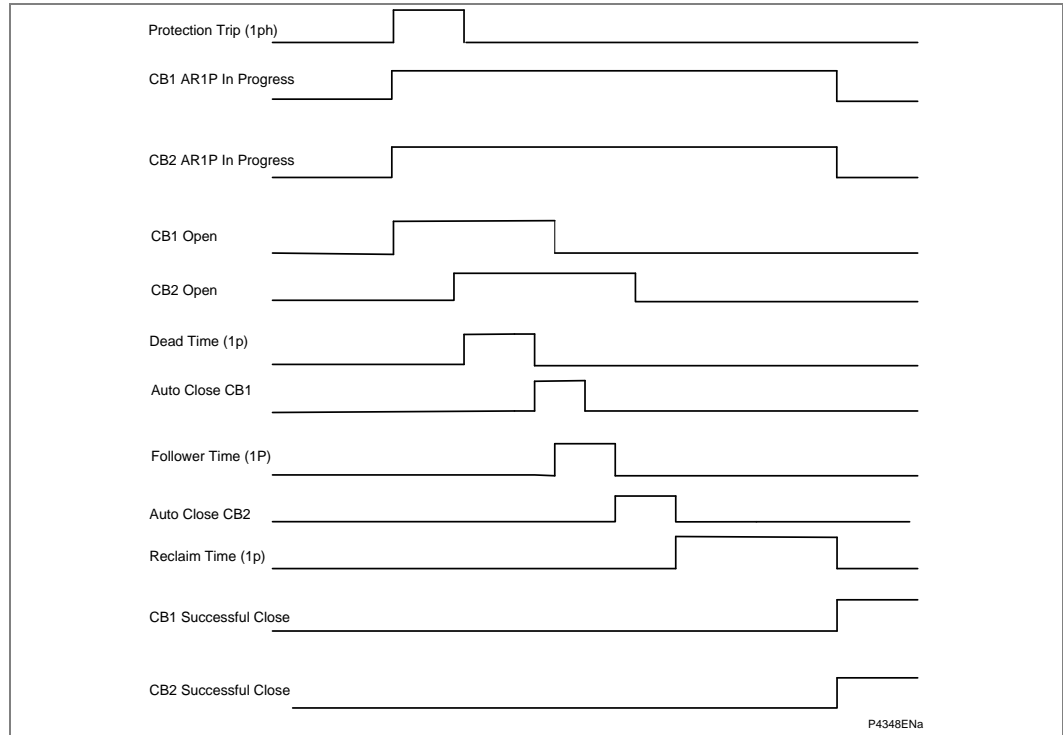 Protection Trip (1ph)
CB1 AR1P In Progress
CB2 AR1P In Progress
CB1 Open
CB2 Open
Dead Time (1p)
Auto Close CB1
Follower Time (1P)
Auto Close CB2
Reclaim Time (1p)
CB1 Successful Close
CB2 Successful Close
P4348ENa